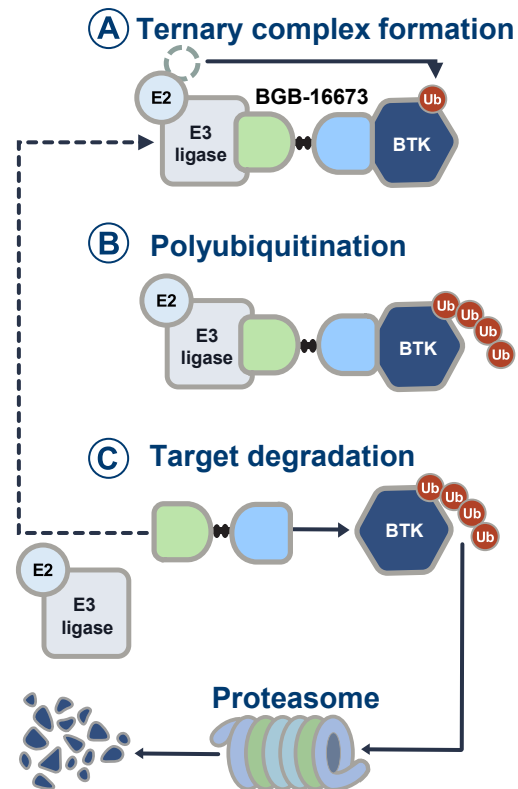 A Ternary complex formation
E2
BGB-16673
Ub
E3
ligase
BTK
B Polyubiquitination
E2
E3
ligase
BTK
Ub
Ub
Ub
Ub
C Target degradation
BTK
Ub
Ub
Ub
Ub
E2
E3
ligase
Proteasome